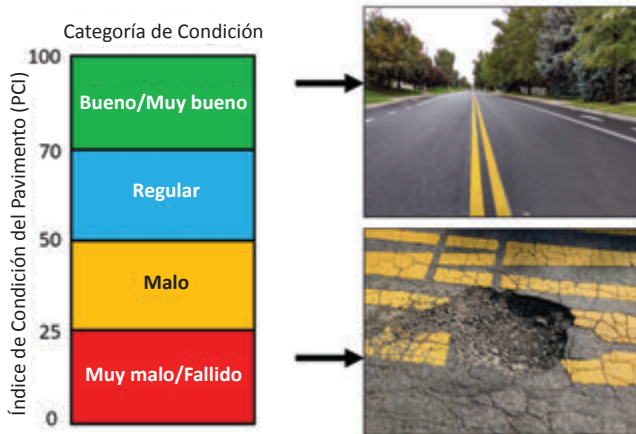 Categoría de Condición
Índice de Condición del Pavimento (PCI)
100
Bueno/Muy bueno
70
Regular
50
Malo
25
Muy malo/Fallido
0